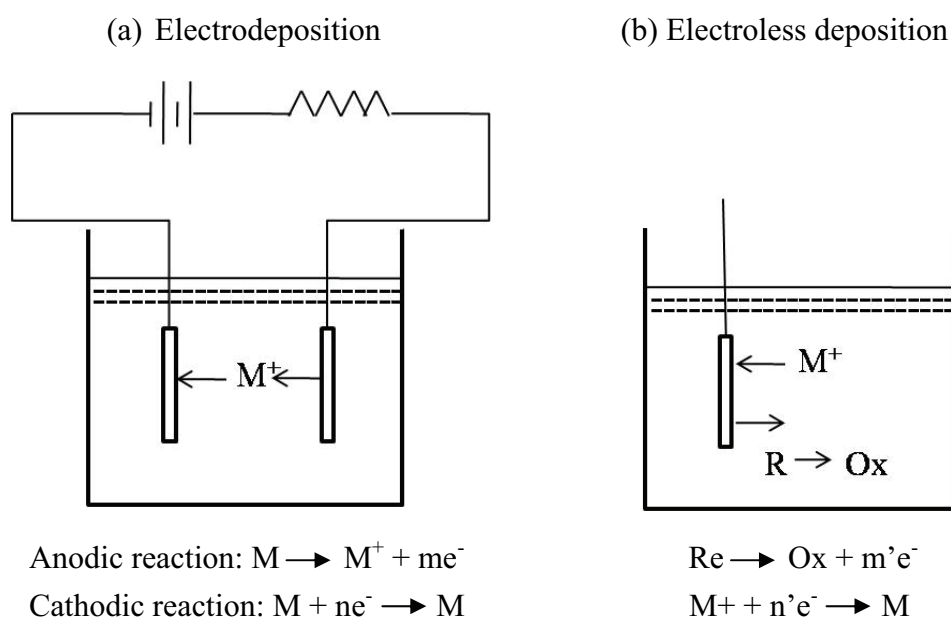 (a) Electrodeposition
(b) Electroless deposition
M⁺
M⁺
R → Ox
Anodic reaction: M → M⁺ + me⁻
Cathodic reaction: M + ne⁻ → M
Re → Ox + m’e⁻
M+ + n’e⁻ → M